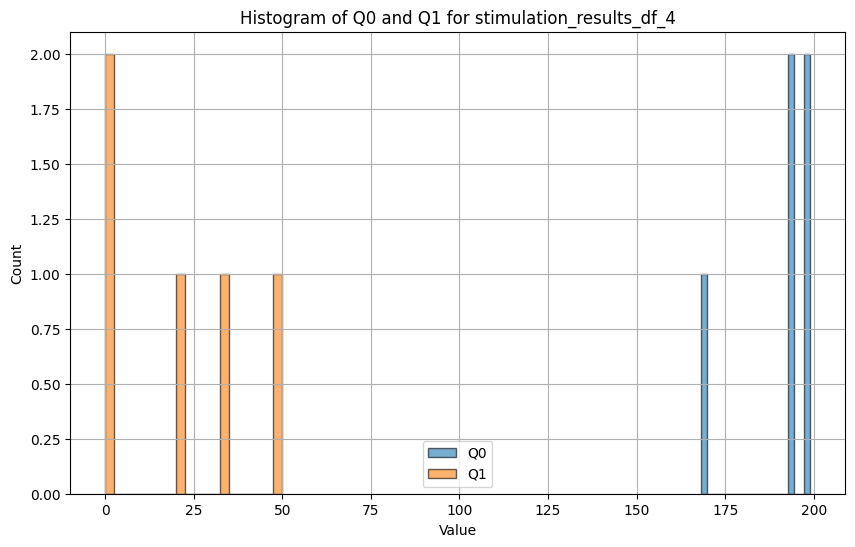 Histogram of Q0 and Q1 for stimulation_results_df_4
2.00
1.75
1.50
1.25
1.00
0.75
0.50
0.25
0.00
Count
Q0
Q1
0 25 50 75 100 125 150 175 200
Value